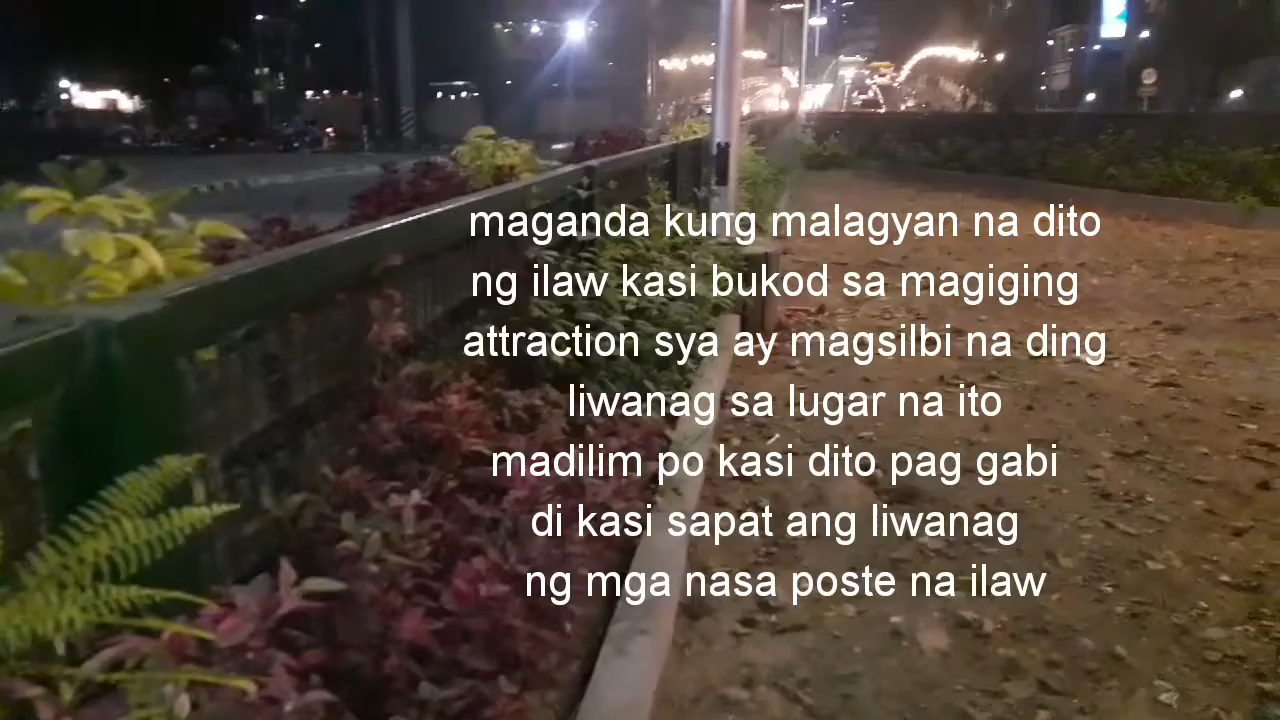 maganda kung malagyan na dito
ng ilaw kasi bukod sa magiging
attraction sya ay magsilbi na ding
liwanag sa lugar na ito
madilim po kasi dito pag gabi
di kasi sapat ang liwanag
ng mga nasa poste na ilaw